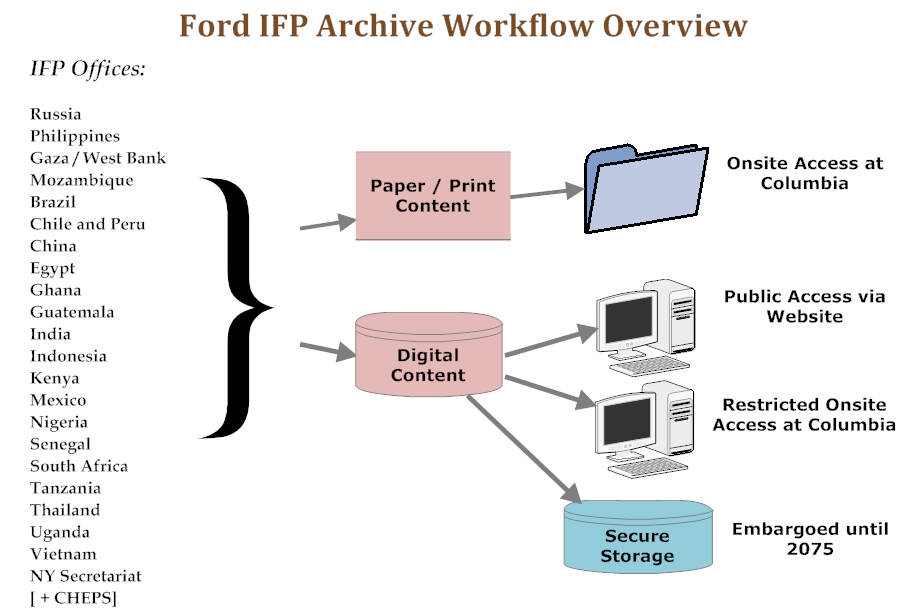 Ford IFP Archive Workflow Overview
IFP Offices:
Russia
Philippines
Gaza / West Bank
Mozambique
Brazil
Chile and Peru
China
Egypt
Ghana
Guatemala
India
Indonesia
Kenya
Mexico
Nigeria
Senegal
South Africa
Tanzania
Thailand
Uganda
Vietnam
NY Secretariat
[ + CHEPS]
Paper / Print
Content
Onsite Access at
Columbia
Digital
Content
Public Access via
Website
Restricted Onsite
Access at Columbia
Secure
Storage
Embargoed until
2075